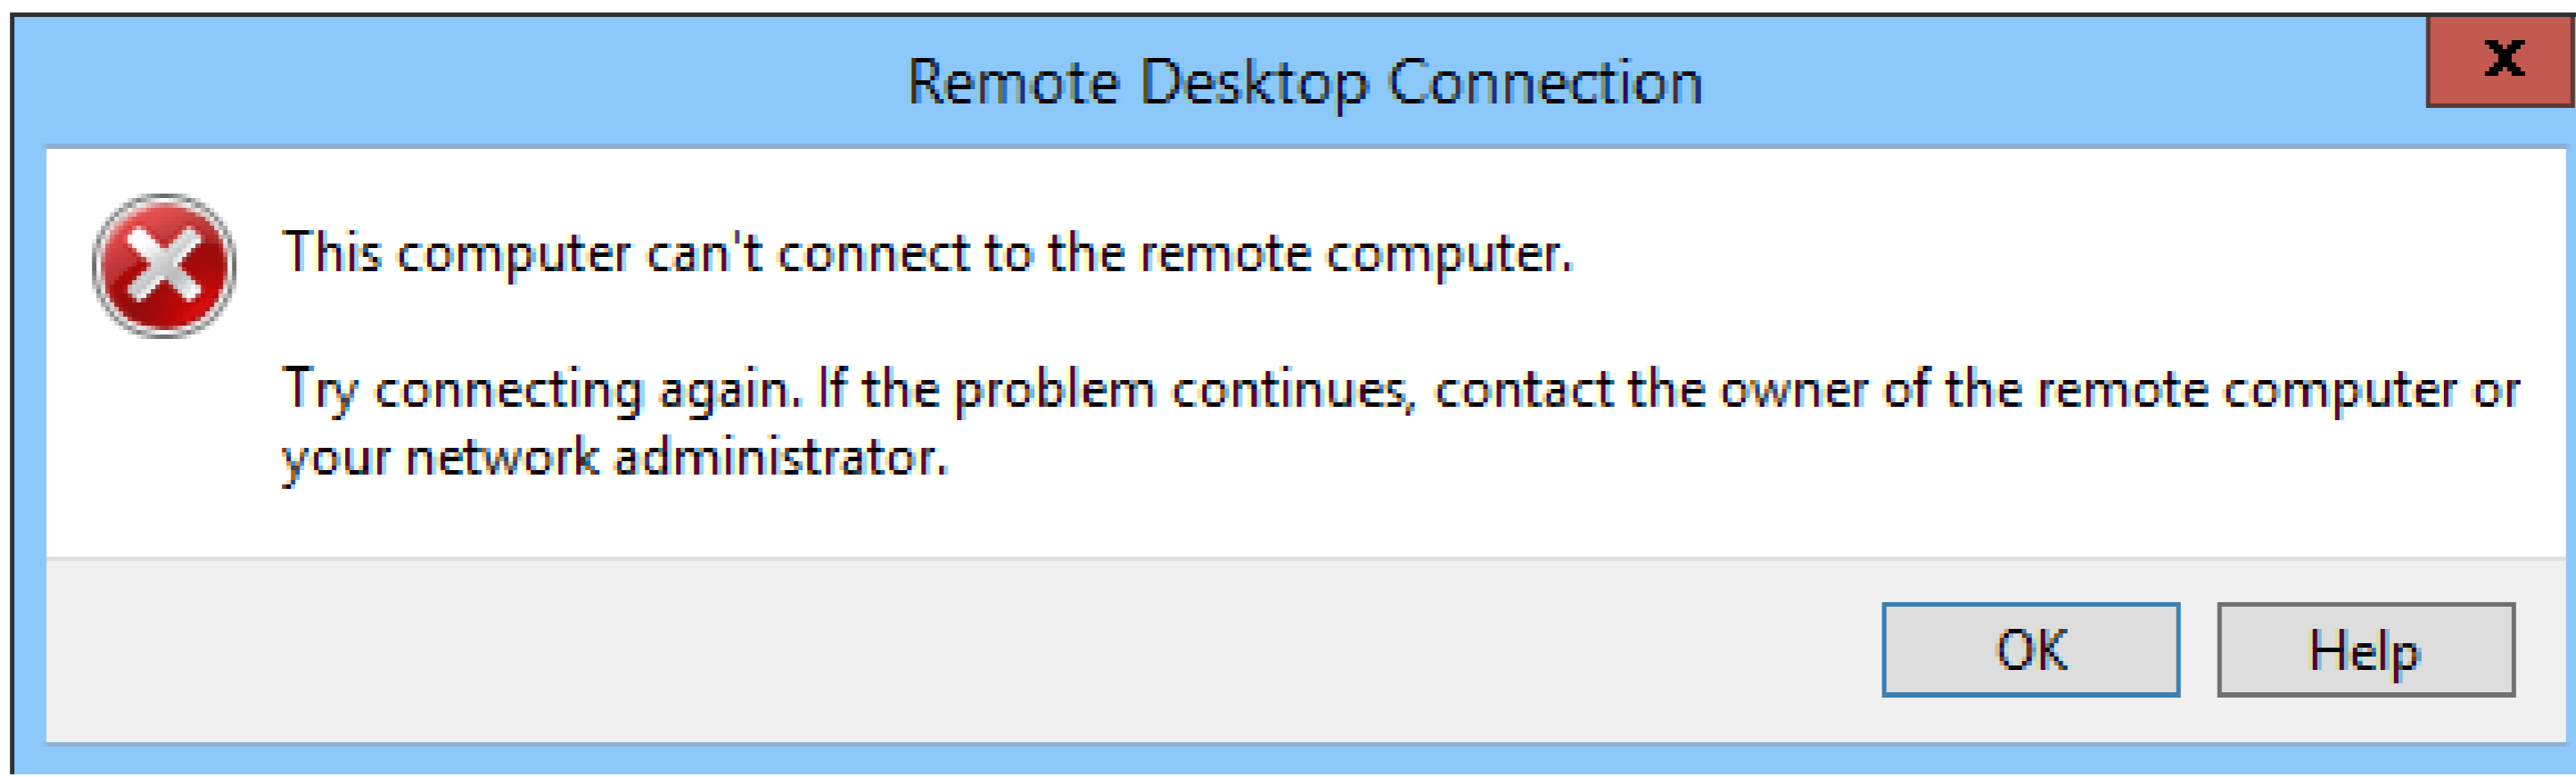 Remote Desktop Connection
x
This computer can't connect to the remote computer.
Try connecting again. If the problem continues, contact the owner of the remote computer or
your network administrator.
OK
Help